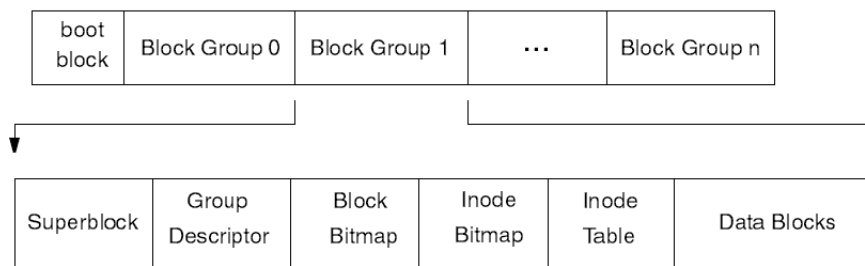 boot
block
Block Group 0
Block Group 1
...
Block Group n
Superblock
Group
Descriptor
Block
Bitmap
Inode
Bitmap
Inode
Table
Data Blocks